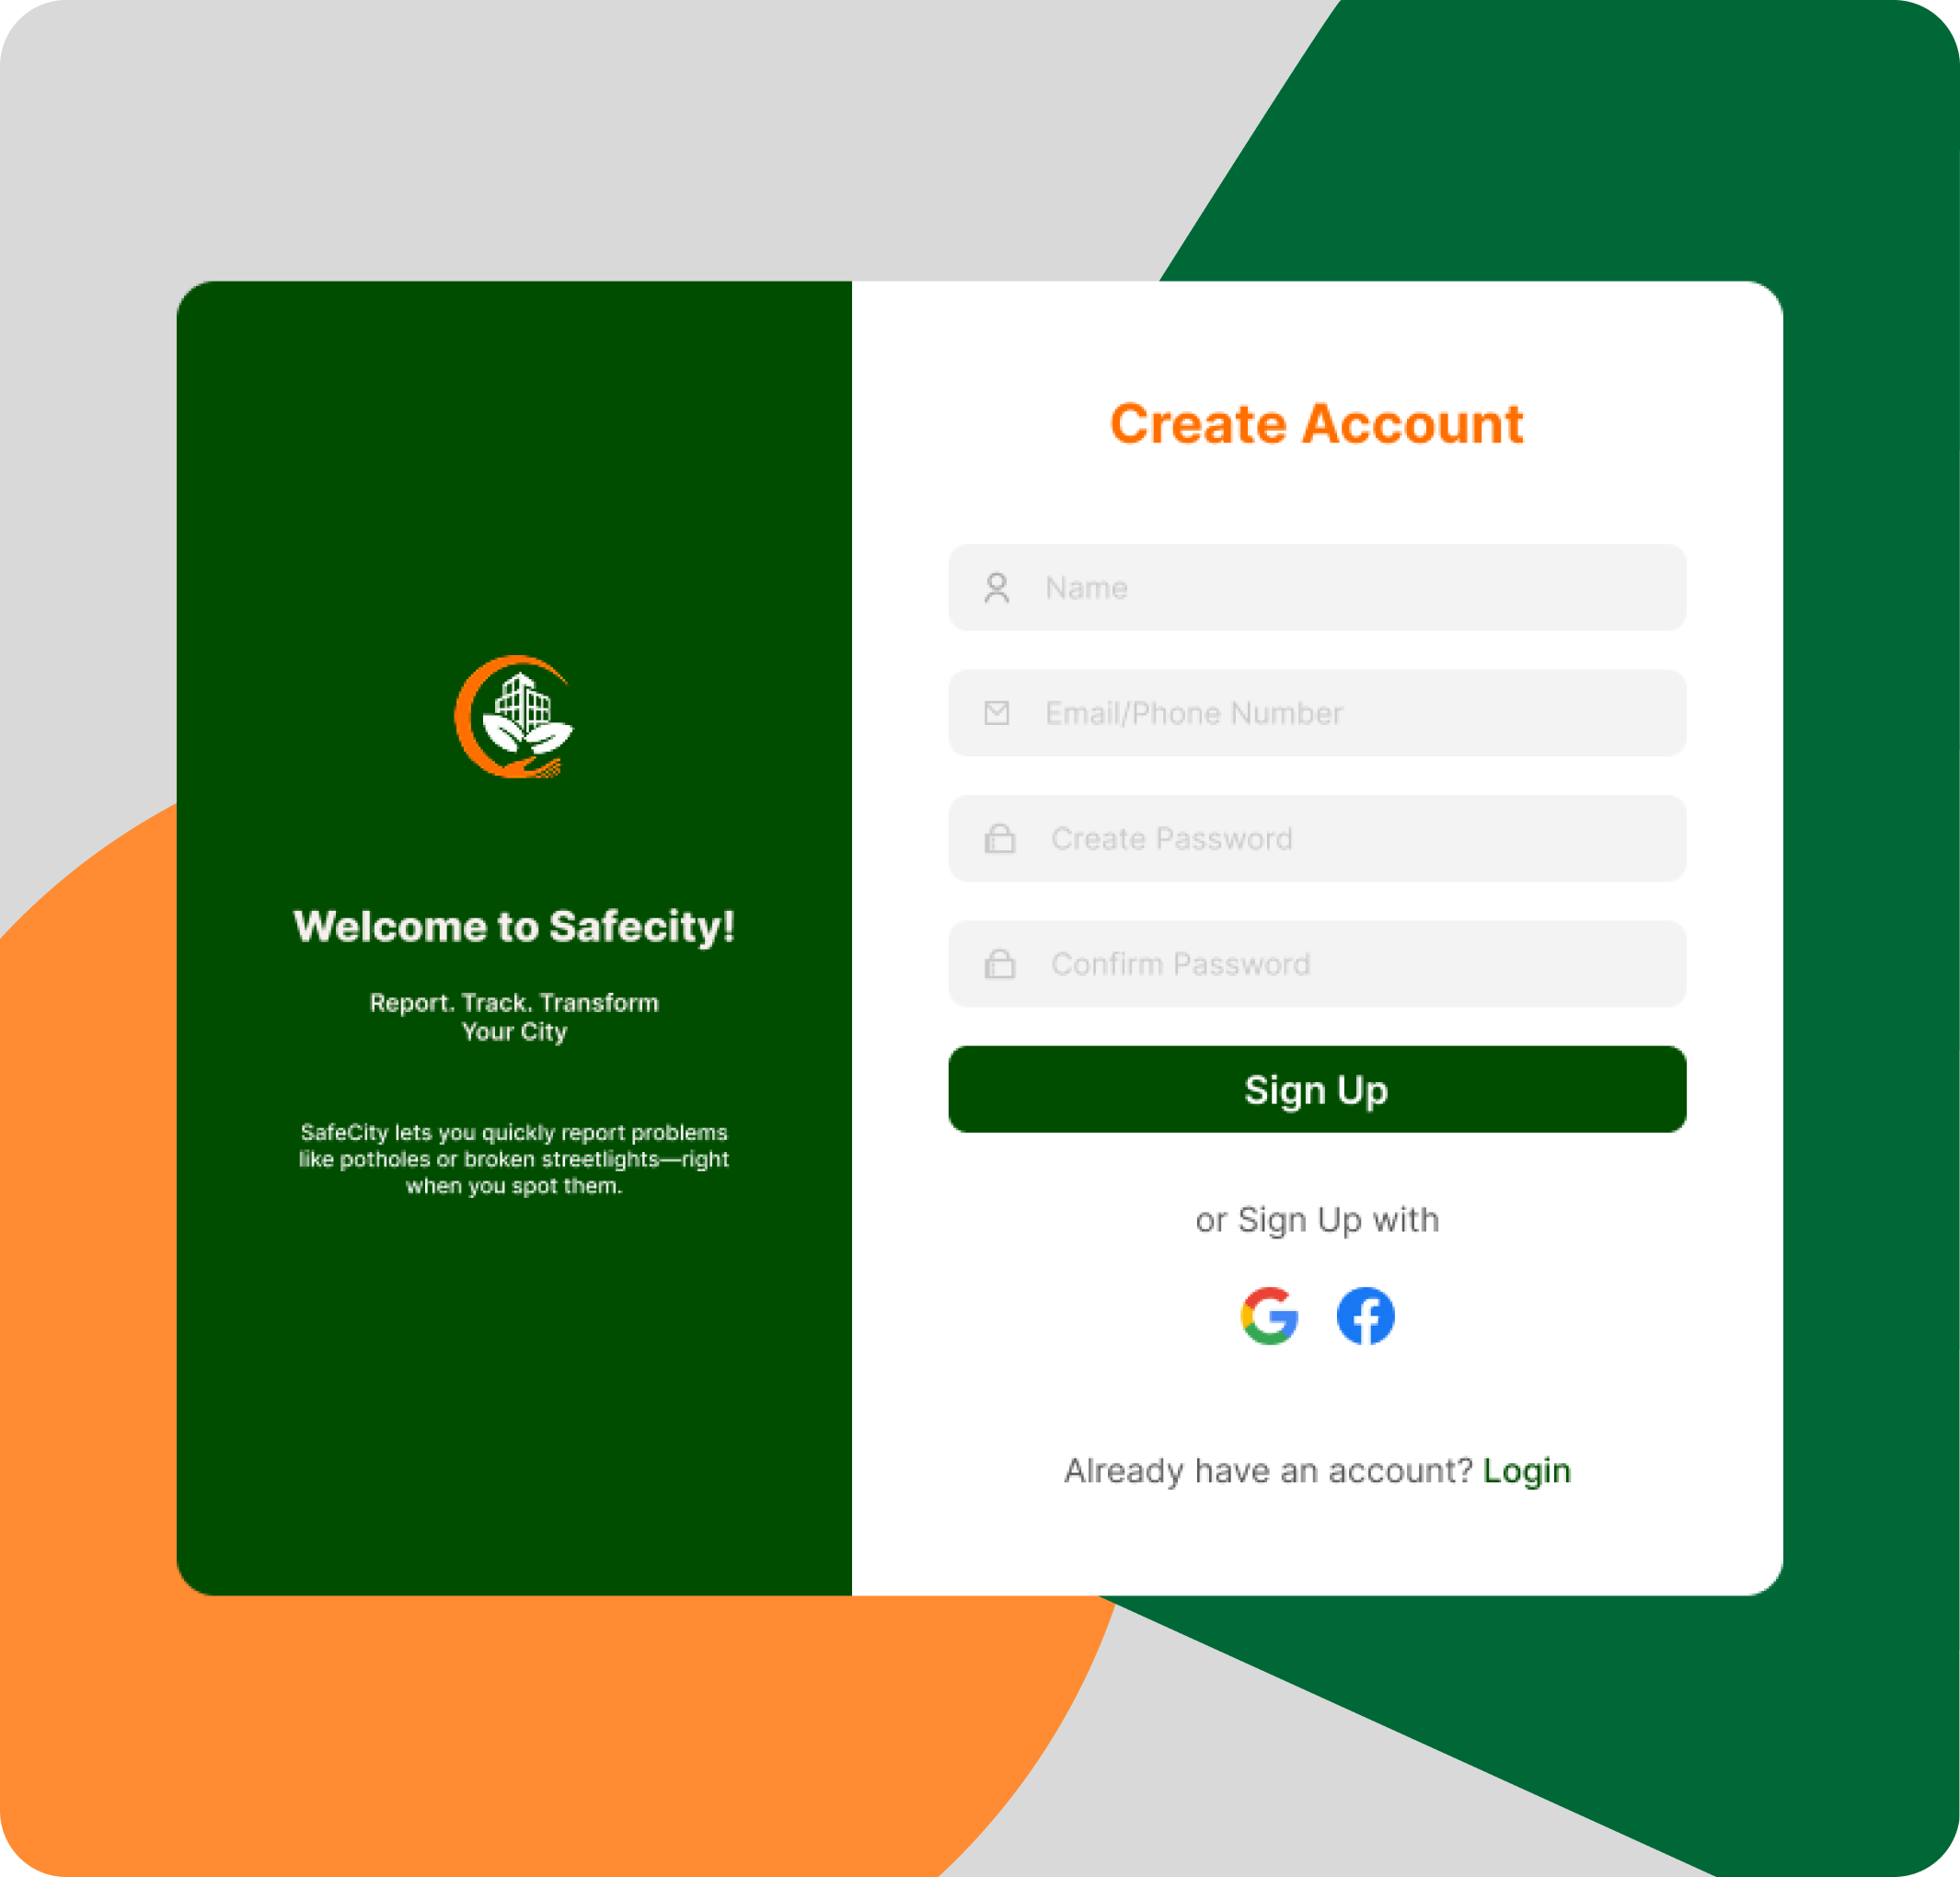 Welcome to Safecity!
Report. Track. Transform
Your City
SafeCity lets you quickly report problems
like potholes or broken streetlights—right
when you spot them.
Create Account
Name
Email/Phone Number
Create Password
Confirm Password
Sign Up
or Sign Up with
Already have an account? Login